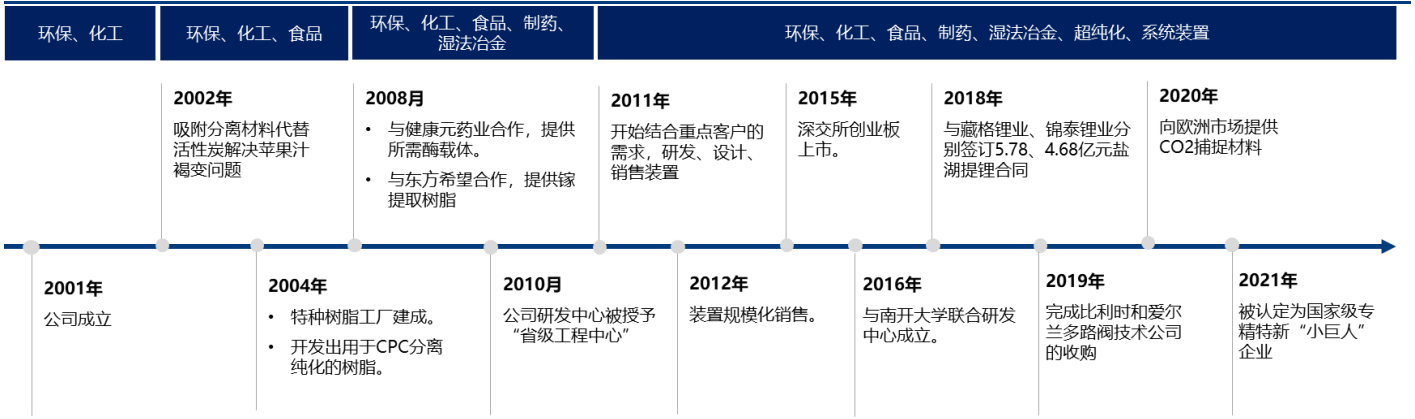 环保、化工
环保、化工、食品
环保、化工、食品、制药、
湿法冶金
环保、化工、食品、制药、湿法冶金、超纯化、系统装置
2002年
吸附分离材料代替
活性炭解决苹果汁
褐变问题
2008月
• 与健康元药业合作，提供
所需酶载体。
• 与东方希望合作，提供镓
提取树脂
2011年
开始结合重点客户的
需求，研发、设计、
销售装置
2015年
深交所创业板
上市。
2018年
与藏格锂业、锦泰锂业分
别签订5.78、4.68亿元盐
湖提锂合同
2020年
向欧洲市场提供
CO2捕捉材料
2001年
公司成立
2004年
• 特种树脂工厂建成。
• 开发出用于CPC分离
纯化的树脂。
2010月
公司研发中心被授予
“省级工程中心”
2012年
装置规模化销售。
2016年
与南开大学联合研发
中心成立。
2019年
完成比利时和爱尔
兰多路阀技术公司
的收购
2021年
被认定为国家级专
精特新“小巨人”
企业